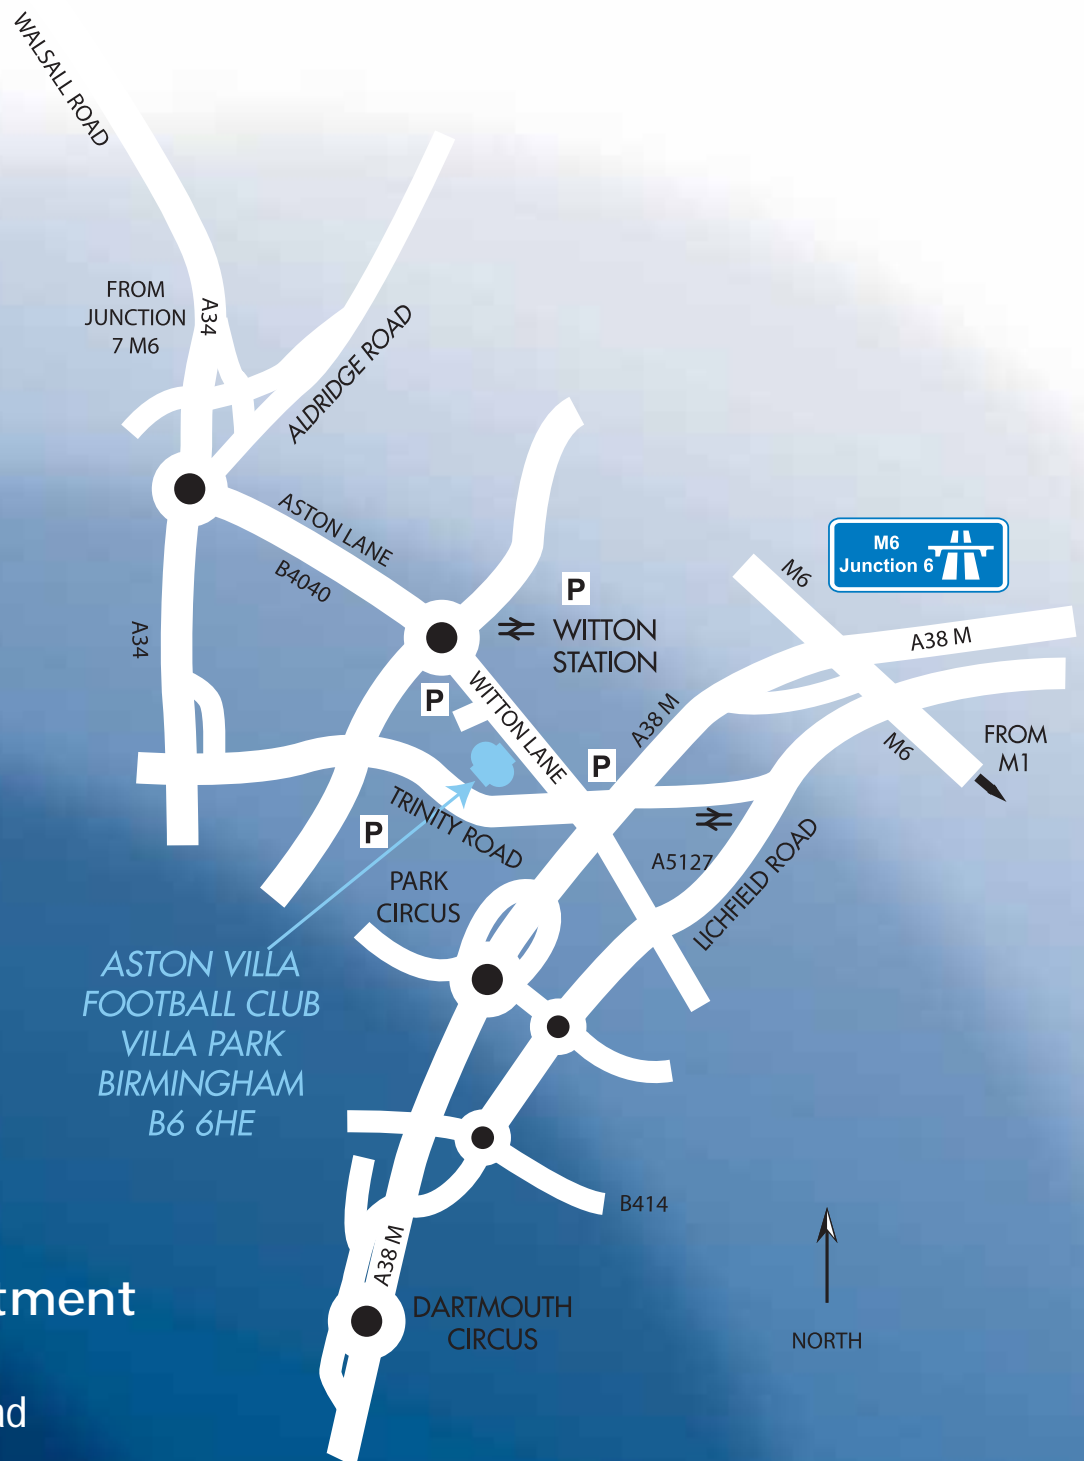 WALSALL ROAD
FROM
JUNCTION
7 M6
A34
ALDRIDGE ROAD
ASTON LANE
B4040
A34
P
WITTON
STATION
M6
Junction 6
M6
A38 M
A38 M
M6
FROM
M1
P
WITTON LANE
P
TRINITY ROAD
P
A5127
LICHFIELD ROAD
PARK
CIRCUS
ASTON VILLA
FOOTBALL CLUB
VILLA PARK
BIRMINGHAM
B6 6HE
B414
A38 M
DARTMOUTH
CIRCUS
NORTH
tment
nd